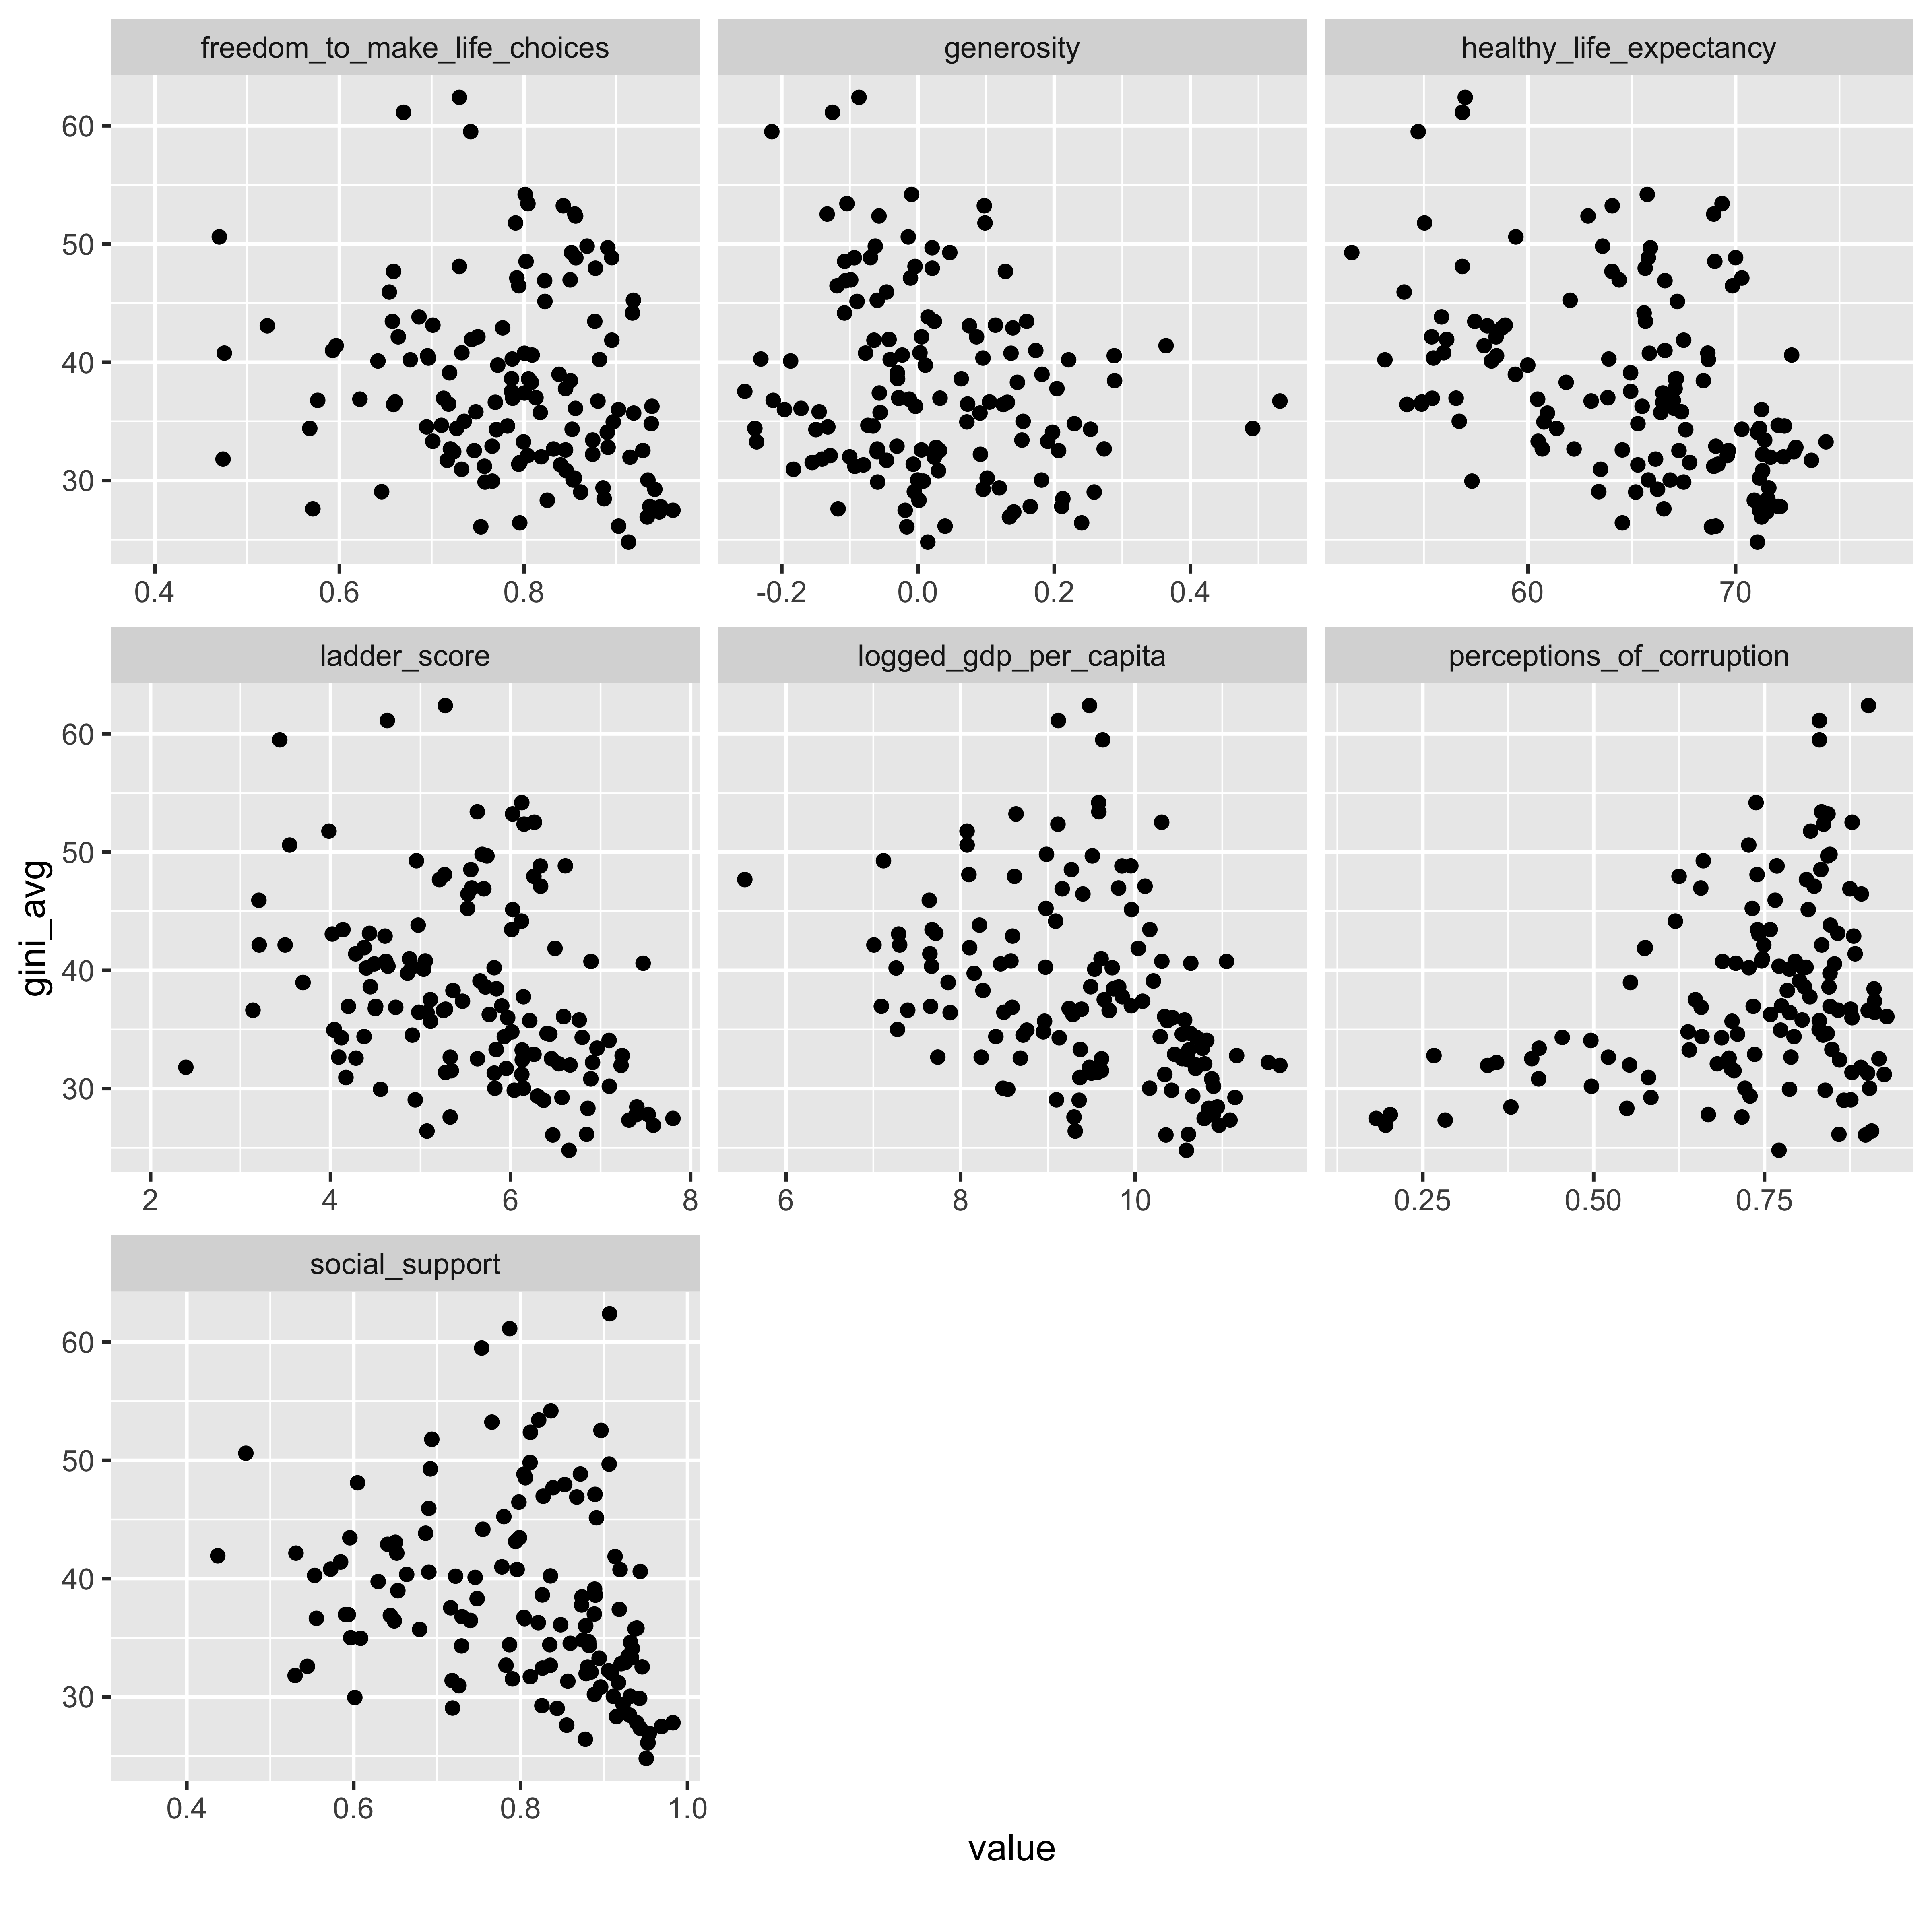 freedom_to_make_life_choices generosity healthy_life_expectancy
60
50
40
30
0.4 0.6 0.8 -0.2 0.0 0.2 0.4 60 70
ladder_score logged_gdp_per_capita perceptions_of_corruption
60
50
40
30
2 4 6 8 6 8 10 0.25 0.50 0.75
gini_avg
social_support
60
50
40
30
0.4 0.6 0.8 1.0
value